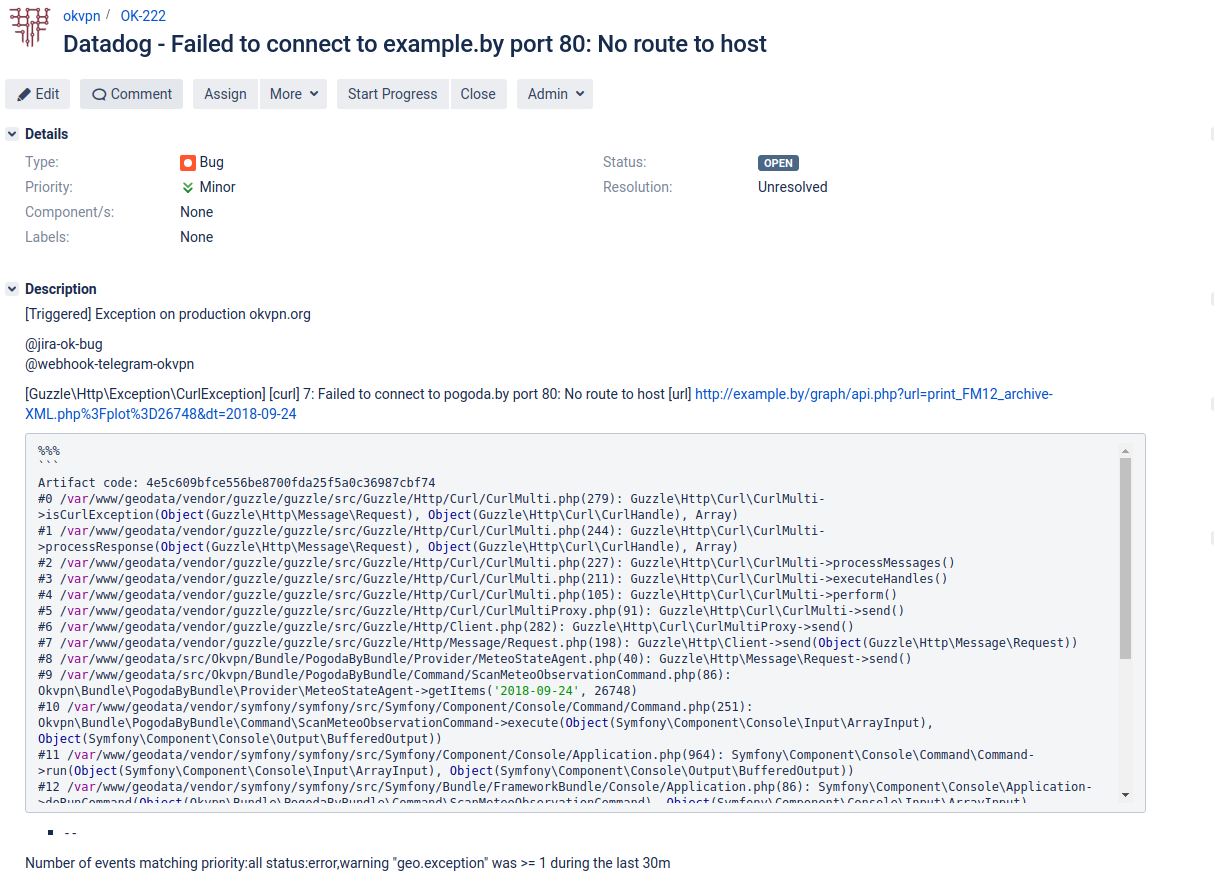 okvpn / OK-222
Datadog - Failed to connect to example.by port 80: No route to host
Edit Comment Assign More Start Progress Close Admin
Details
Type: Bug Status: OPEN
Priority: Minor Resolution: Unresolved
Component/s: None
Labels: None
Description
[Triggered] Exception on production okvpn.org
@jira-ok-bug
@webhook-telegram-okvpn
[Guzzle\Http\Exception\CurlException] [curl] 7: Failed to connect to pogoda.by port 80: No route to host [url] http://example.by/graph/api.php?url=print_FM12_archive-
XML.php%3Fplot%3D26748&dt=2018-09-24
%%%
```
Artifact code: 4e5c609bfce556be8700fda25f5a0c36987cbf74
#0 /var/www/geodata/vendor/guzzle/guzzle/src/Guzzle/Http/Curl/CurlMulti.php(279): Guzzle\Http\Curl\CurlMulti-
>isCurlException(Object(Guzzle\Http\Message\Request), Object(Guzzle\Http\Curl\CurlHandle), Array)
#1 /var/www/geodata/vendor/guzzle/guzzle/src/Guzzle/Http/Curl/CurlMulti.php(244): Guzzle\Http\Curl\CurlMulti-
>processResponse(Object(Guzzle\Http\Message\Request), Object(Guzzle\Http\Curl\CurlHandle), Array)
#2 /var/www/geodata/vendor/guzzle/guzzle/src/Guzzle/Http/Curl/CurlMulti.php(227): Guzzle\Http\Curl\CurlMulti->processMessages()
#3 /var/www/geodata/vendor/guzzle/guzzle/src/Guzzle/Http/Curl/CurlMulti.php(211): Guzzle\Http\Curl\CurlMulti->executeHandles()
#4 /var/www/geodata/vendor/guzzle/guzzle/src/Guzzle/Http/Curl/CurlMulti.php(105): Guzzle\Http\Curl\CurlMulti->perform()
#5 /var/www/geodata/vendor/guzzle/guzzle/src/Guzzle/Http/Curl/CurlMultiProxy.php(91): Guzzle\Http\Curl\CurlMulti->send()
#6 /var/www/geodata/vendor/guzzle/guzzle/src/Guzzle/Http/Client.php(282): Guzzle\Http\Curl\CurlMultiProxy->send()
#7 /var/www/geodata/vendor/guzzle/guzzle/src/Guzzle/Http/Message/Request.php(198): Guzzle\Http\Client->send(Object(Guzzle\Http\Message\Request))
#8 /var/www/geodata/src/Okvpn/Bundle/PogodaByBundle/Provider/MeteoStateAgent.php(40): Guzzle\Http\Message\Request->send()
#9 /var/www/geodata/src/Okvpn/Bundle/PogodaByBundle/Command/ScanMeteoObservationCommand.php(86):
Okvpn\Bundle\PogodaByBundle\Provider\MeteoStateAgent->getItems('2018-09-24', 26748)
#10 /var/www/geodata/vendor/symfony/symfony/src/Symfony/Component/Console/Command/Command.php(251):
Okvpn\Bundle\PogodaByBundle\Command\ScanMeteoObservationCommand->execute(Object(Symfony\Component\Console\Input\ArrayInput),
Object(Symfony\Component\Console\Output\BufferedOutput))
#11 /var/www/geodata/vendor/symfony/symfony/src/Symfony/Component/Console/Application.php(964): Symfony\Component\Console\Command\Command-
>run(Object(Symfony\Component\Console\Input\ArrayInput), Object(Symfony\Component\Console\Output\BufferedOutput))
#12 /var/www/geodata/vendor/symfony/symfony/src/Symfony/Bundle/FrameworkBundle/Console/Application.php(86): Symfony\Component\Console\Application-
>doRunCommand(Object(Okvpn\Bundle\PogodaByBundle\Command\ScanMeteoObservationCommand), Object(Symfony\Component\Console\Input\ArrayInput),
- -
Number of events matching priority:all status:error,warning "geo.exception" was >= 1 during the last 30m